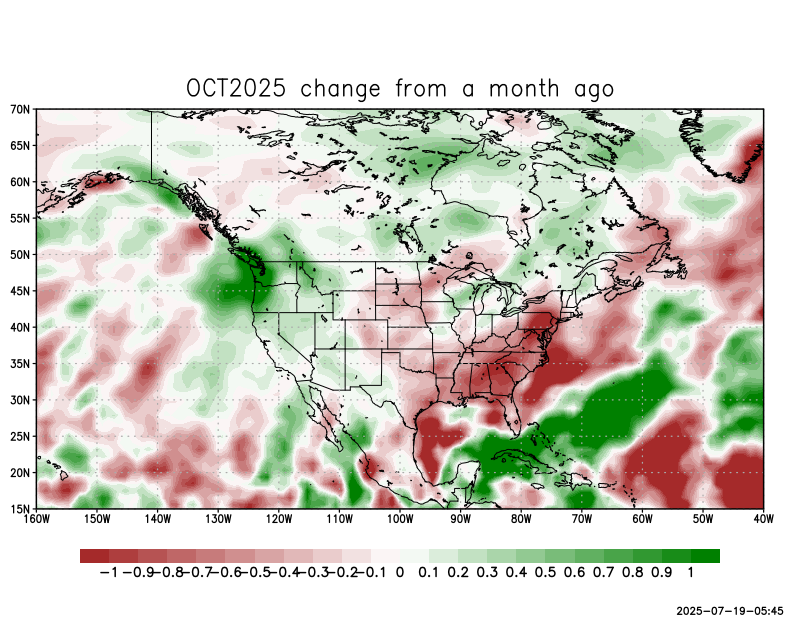 OCT2025 change from a month ago
70N
65N
60N
55N
50N
45N
40N
35N
30N
25N
20N
15N
160W 150W 140W 130W 120W 110W 100W 90W 80W 70W 60W 50W 40W
-1 -0.9 -0.8 -0.7 -0.6 -0.5 -0.4 -0.3 -0.2 -0.1 0 0.1 0.2 0.3 0.4 0.5 0.6 0.7 0.8 0.9 1
2025-07-19-05:45